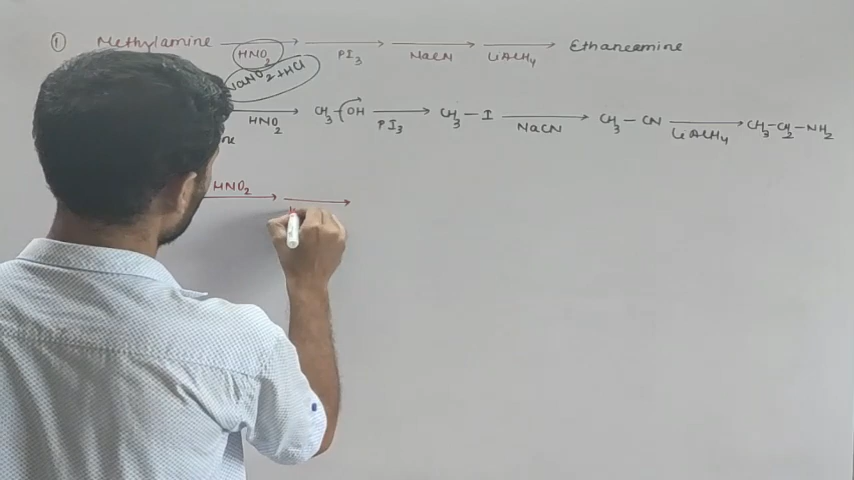 ① Methylamine HNO2 PI3 NaCN LiAlH4 Ethaneamine
NaNO2 + HCl
HNO2 CH3 - OH PI3 CH3 - I NaCN CH3 - CN LiAlH4 CH3 - CH2 - NH2
HNO2